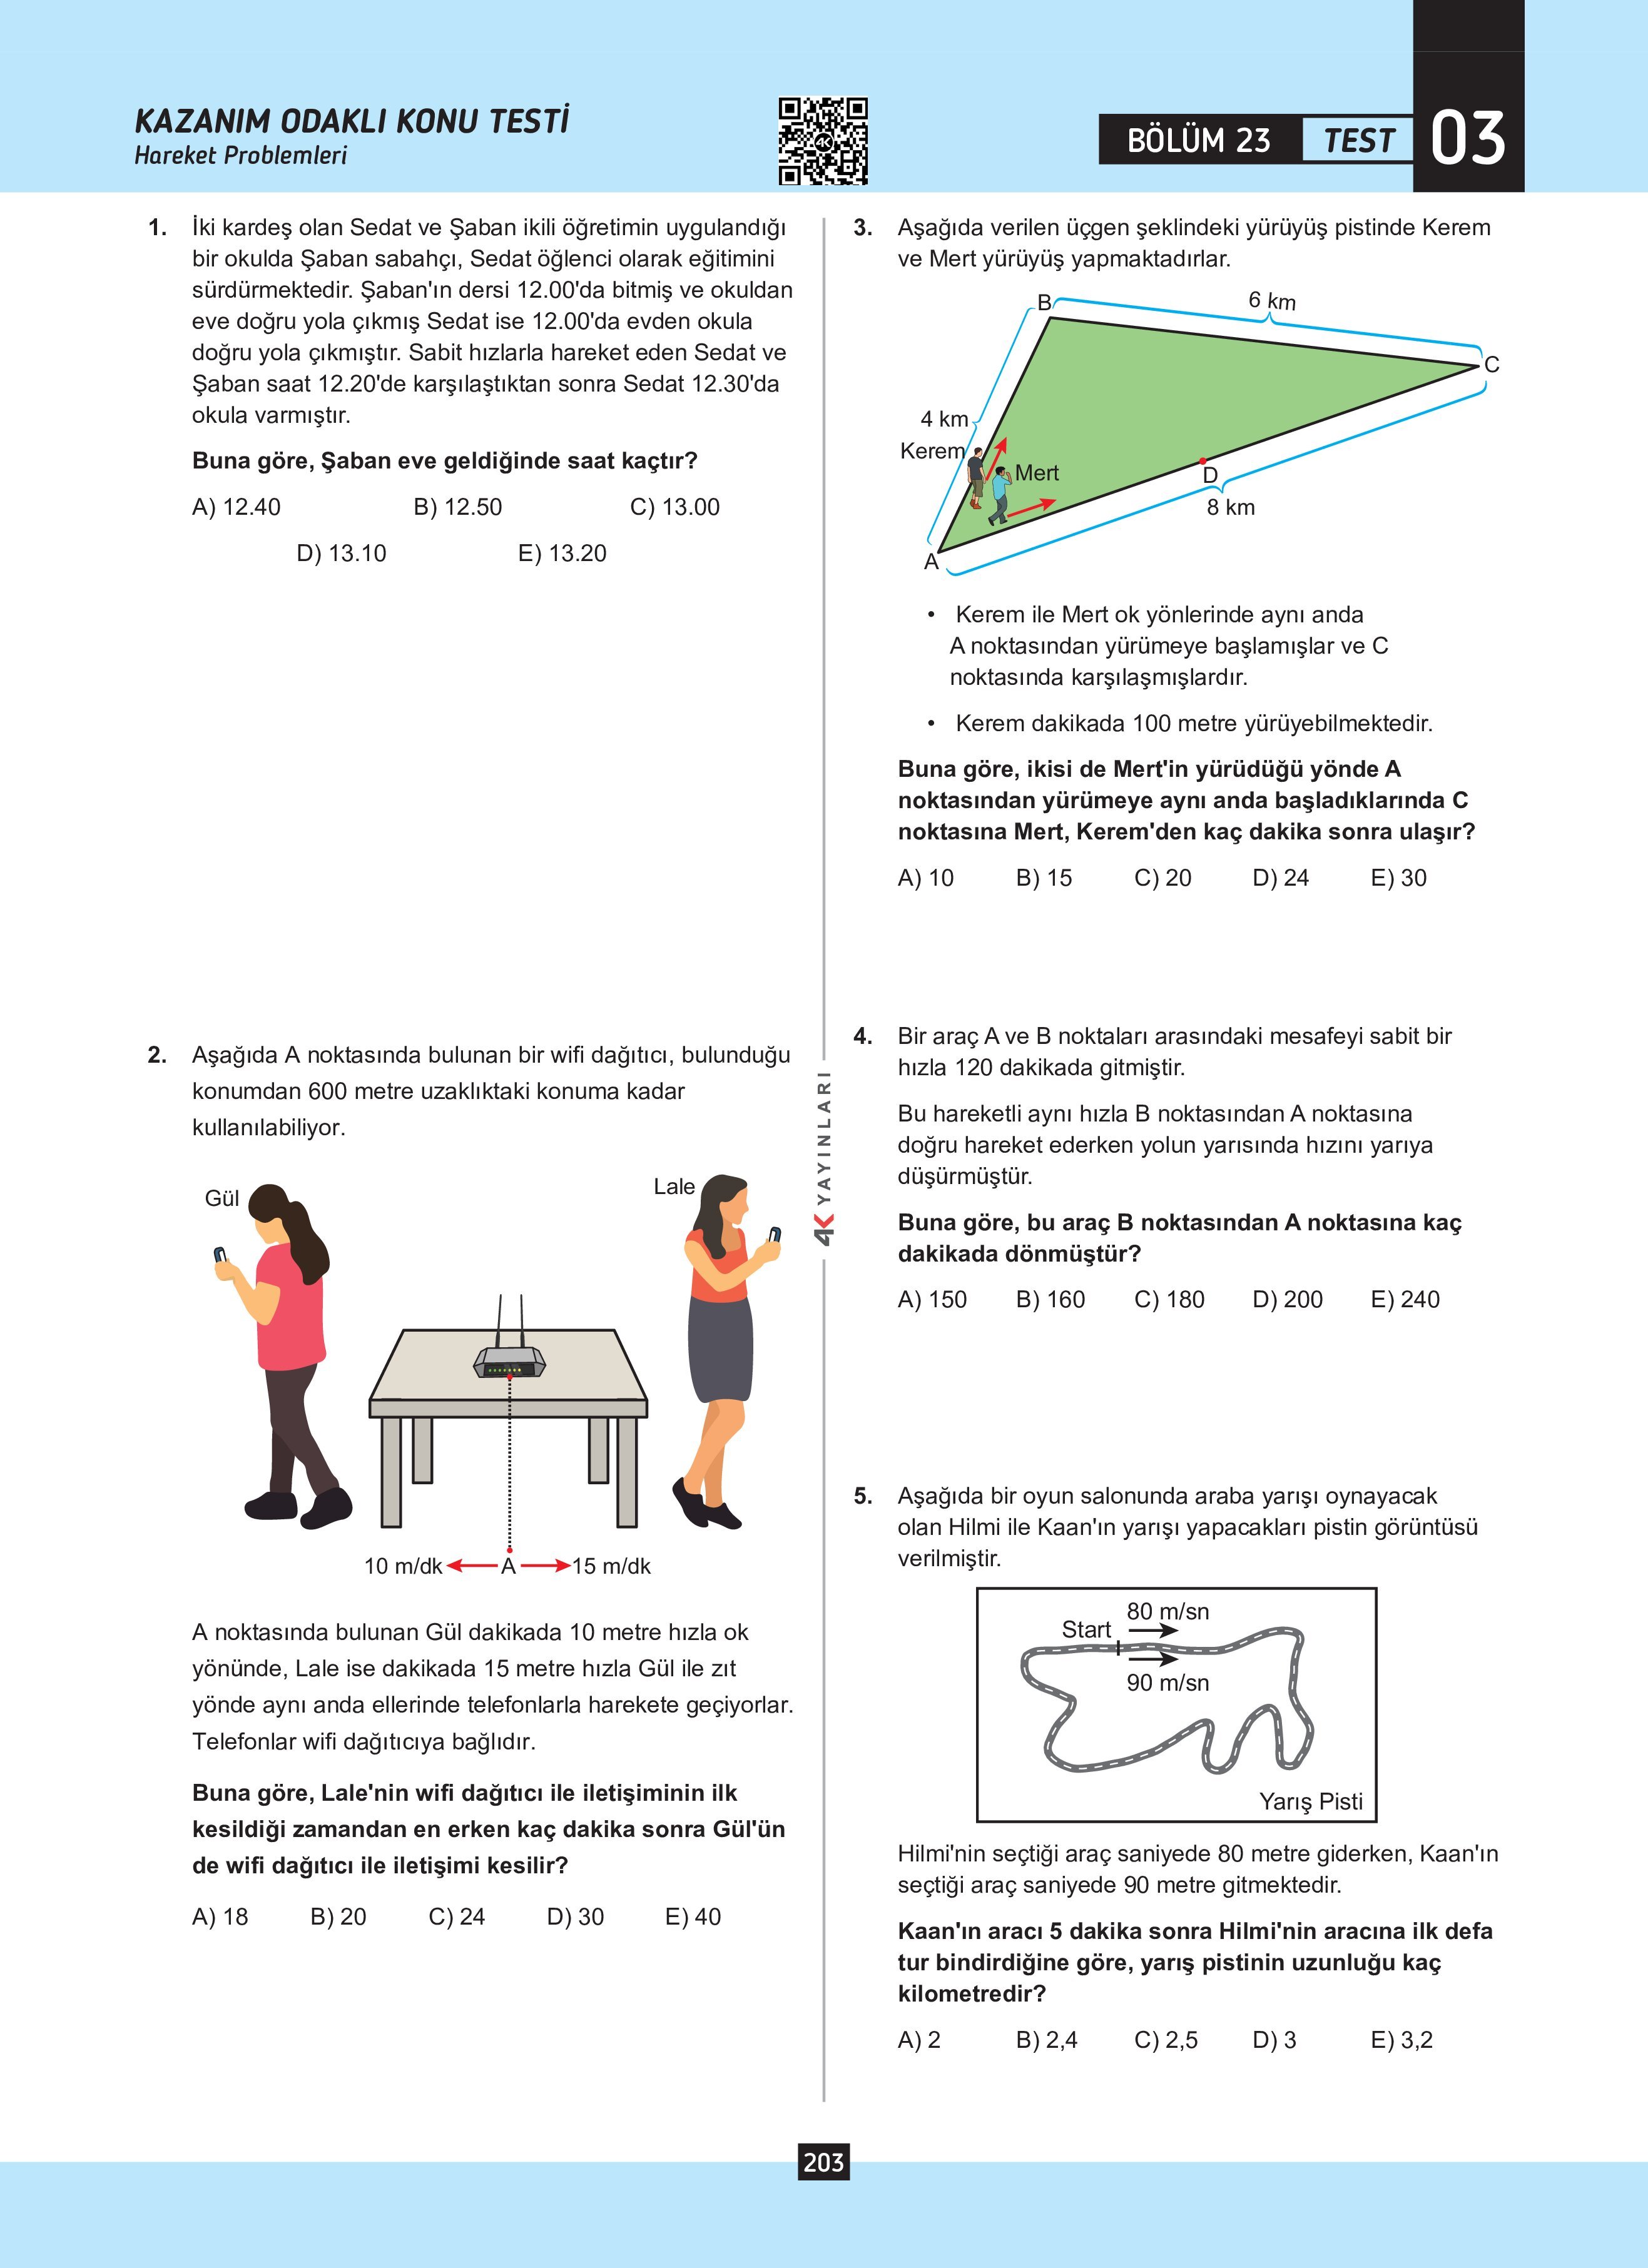 KAZANIM ODAKLI KONU TESTİ
Hareket Problemleri
4K
BÖLÜM 23
TEST
03
1. İki kardeş olan Sedat ve Şaban ikili öğretimin uygulandığı
bir okulda Şaban sabahçı, Sedat öğlenci olarak eğitimini
sürdürmektedir. Şaban'ın dersi 12.00'da bitmiş ve okuldan
eve doğru yola çıkmış Sedat ise 12.00'da evden okula
doğru yola çıkmıştır. Sabit hızlarla hareket eden Sedat ve
Şaban saat 12.20'de karşılaştıktan sonra Sedat 12.30'da
okula varmıştır.
Buna göre, Şaban eve geldiğinde saat kaçtır?
A) 12.40 B) 12.50 C) 13.00
D) 13.10 E) 13.20
2. Aşağıda A noktasında bulunan bir wifi dağıtıcı, bulunduğu
konumdan 600 metre uzaklıktaki konuma kadar
kullanılabiliyor.
Gül
Lale
10 m/dk A 15 m/dk
A noktasında bulunan Gül dakikada 10 metre hızla ok
yönünde, Lale ise dakikada 15 metre hızla Gül ile zıt
yönde aynı anda ellerinde telefonlarla harekete geçiyorlar.
Telefonlar wifi dağıtıcıya bağlıdır.
Buna göre, Lale'nin wifi dağıtıcı ile iletişiminin ilk
kesildiği zamandan en erken kaç dakika sonra Gül'ün
de wifi dağıtıcı ile iletişimi kesilir?
A) 18 B) 20 C) 24 D) 30 E) 40
4K YAYINLARI
3. Aşağıda verilen üçgen şeklindeki yürüyüş pistinde Kerem
ve Mert yürüyüş yapmaktadırlar.
B
6 km
C
4 km
Kerem
Mert
D
8 km
A
• Kerem ile Mert ok yönlerinde aynı anda
A noktasından yürümeye başlamışlar ve C
noktasında karşılaşmışlardır.
• Kerem dakikada 100 metre yürüyebilmektedir.
Buna göre, ikisi de Mert'in yürüdüğü yönde A
noktasından yürümeye aynı anda başladıklarında C
noktasına Mert, Kerem'den kaç dakika sonra ulaşır?
A) 10 B) 15 C) 20 D) 24 E) 30
4. Bir araç A ve B noktaları arasındaki mesafeyi sabit bir
hızla 120 dakikada gitmiştir.
Bu hareketli aynı hızla B noktasından A noktasına
doğru hareket ederken yolun yarısında hızını yarıya
düşürmüştür.
Buna göre, bu araç B noktasından A noktasına kaç
dakikada dönmüştür?
A) 150 B) 160 C) 180 D) 200 E) 240
5. Aşağıda bir oyun salonunda araba yarışı oynayacak
olan Hilmi ile Kaan'ın yarışı yapacakları pistin görüntüsü
verilmiştir.
80 m/sn
Start
90 m/sn
Yarış Pisti
Hilmi'nin seçtiği araç saniyede 80 metre giderken, Kaan'ın
seçtiği araç saniyede 90 metre gitmektedir.
Kaan'ın aracı 5 dakika sonra Hilmi'nin aracına ilk defa
tur bindirdiğine göre, yarış pistinin uzunluğu kaç
kilometredir?
A) 2 B) 2,4 C) 2,5 D) 3 E) 3,2
203